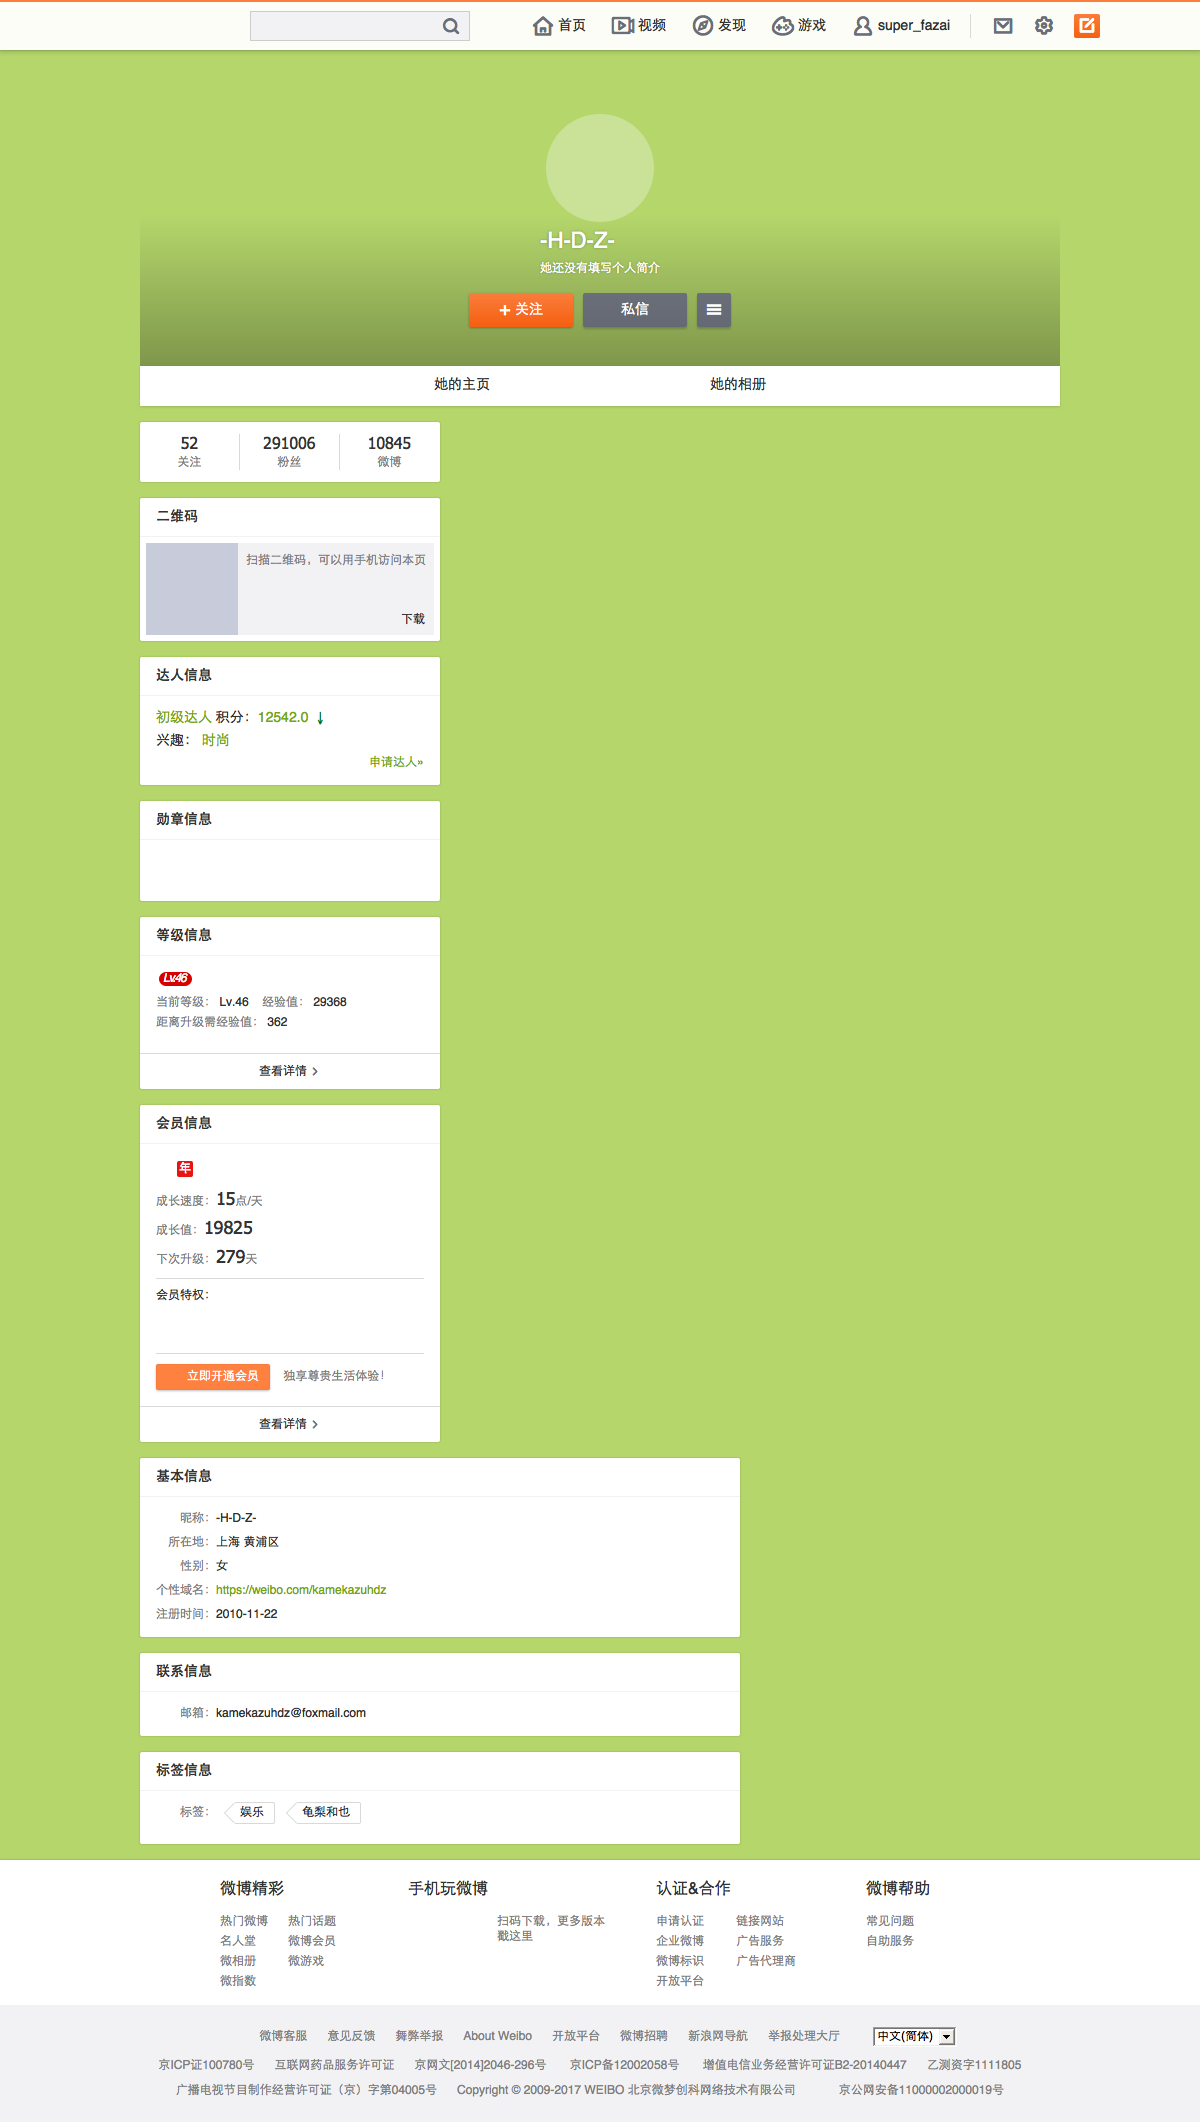 首页 视频 发现 游戏 super_fazai
-H-D-Z-
她还没有填写个人简介
+ 关注 私信
她的主页 她的相册
52 291006 10845
关注 粉丝 微博
二维码
扫描二维码，可以用手机访问本页
下载
达人信息
初级达人 积分：12542.0 ↓
兴趣： 时尚
申请达人»
勋章信息
等级信息
Lv.46
当前等级： Lv.46 经验值： 29368
距离升级需经验值： 362
查看详情 >
会员信息
年
成长速度：15点/天
成长值：19825
下次升级：279天
会员特权：
立即开通会员 独享尊贵生活体验！
查看详情 >
基本信息
昵称：-H-D-Z-
所在地：上海 黄浦区
性别：女
个性域名：https://weibo.com/kamekazuhdz
注册时间：2010-11-22
联系信息
邮箱：kamekazuhdz@foxmail.com
标签信息
标签： 娱乐 龟梨和也
微博精彩 手机玩微博 认证&合作 微博帮助
热门微博 热门话题 扫码下载，更多版本 申请认证 链接网站 常见问题
戳这里
名人堂 微博会员 企业微博 广告服务 自助服务
微相册 微游戏 微博标识 广告代理商
微指数 开放平台
微博客服 意见反馈 舞弊举报 About Weibo 开放平台 微博招聘 新浪网导航 举报处理大厅 中文(简体)
京ICP证100780号 互联网药品服务许可证 京网文[2014]2046-296号 京ICP备12002058号 增值电信业务经营许可证B2-20140447 乙测资字1111805
广播电视节目制作经营许可证（京）字第04005号 Copyright © 2009-2017 WEIBO 北京微梦创科网络技术有限公司 京公网安备11000002000019号